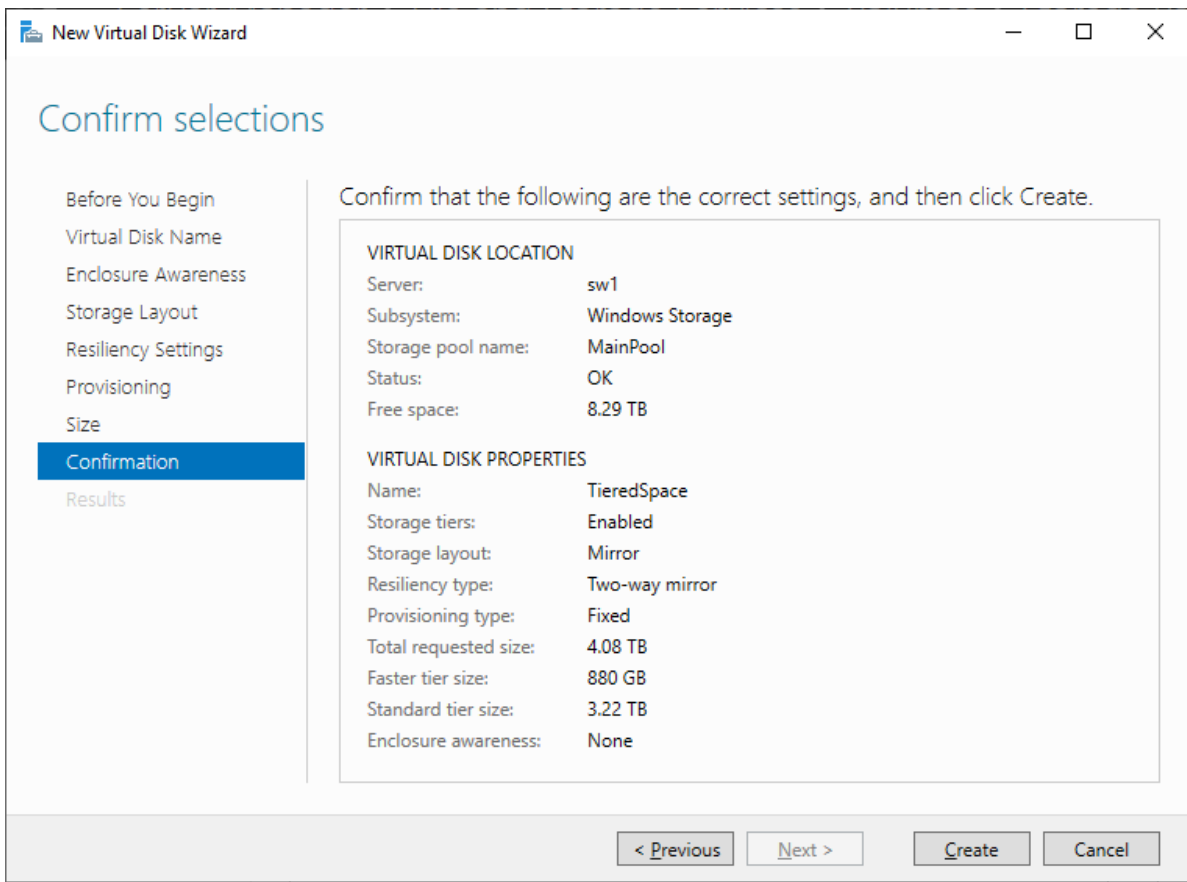 New Virtual Disk Wizard
Confirm selections
Before You Begin
Virtual Disk Name
Enclosure Awareness
Storage Layout
Resiliency Settings
Provisioning
Size
Confirmation
Results
Confirm that the following are the correct settings, and then click Create.
VIRTUAL DISK LOCATION
Server: sw1
Subsystem: Windows Storage
Storage pool name: MainPool
Status: OK
Free space: 8.29 TB
VIRTUAL DISK PROPERTIES
Name: TieredSpace
Storage tiers: Enabled
Storage layout: Mirror
Resiliency type: Two-way mirror
Provisioning type: Fixed
Total requested size: 4.08 TB
Faster tier size: 880 GB
Standard tier size: 3.22 TB
Enclosure awareness: None
< Previous Next > Create Cancel